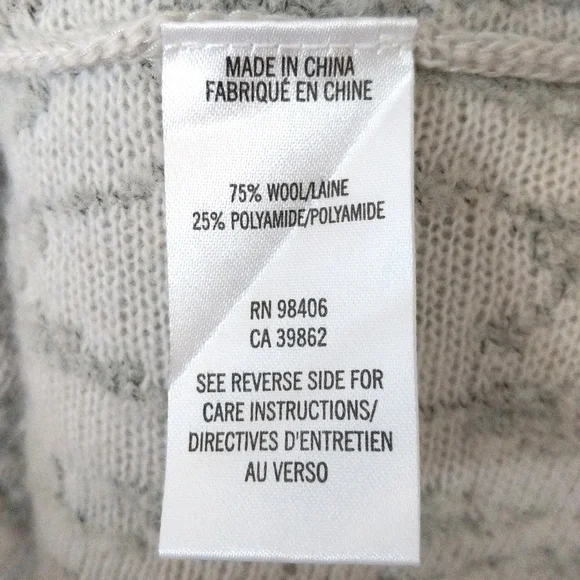 MADE IN CHINA
FABRIQUÉ EN CHINE
75% WOOL/LAINE
25% POLYAMIDE/POLYAMIDE
RN 98406
CA 39862
SEE REVERSE SIDE FOR
CARE INSTRUCTIONS/
DIRECTIVES D'ENTRETIEN
AU VERSO